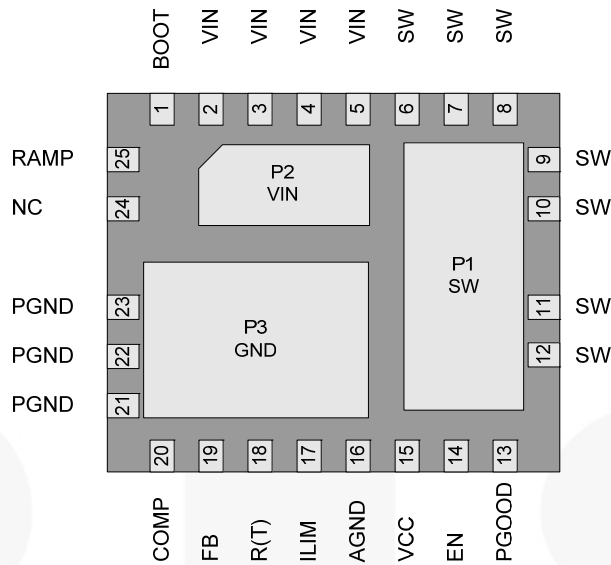 BOOT VIN VIN VIN VIN SW SW SW
1 2 3 4 5 6 7 8
RAMP 25
NC 24
PGND 23
PGND 22
PGND 21
P2
VIN
P1
SW
P3
GND
9 SW
10 SW
11 SW
12 SW
20 19 18 17 16 15 14 13
COMP FB R(T) ILIM AGND VCC EN PGOOD